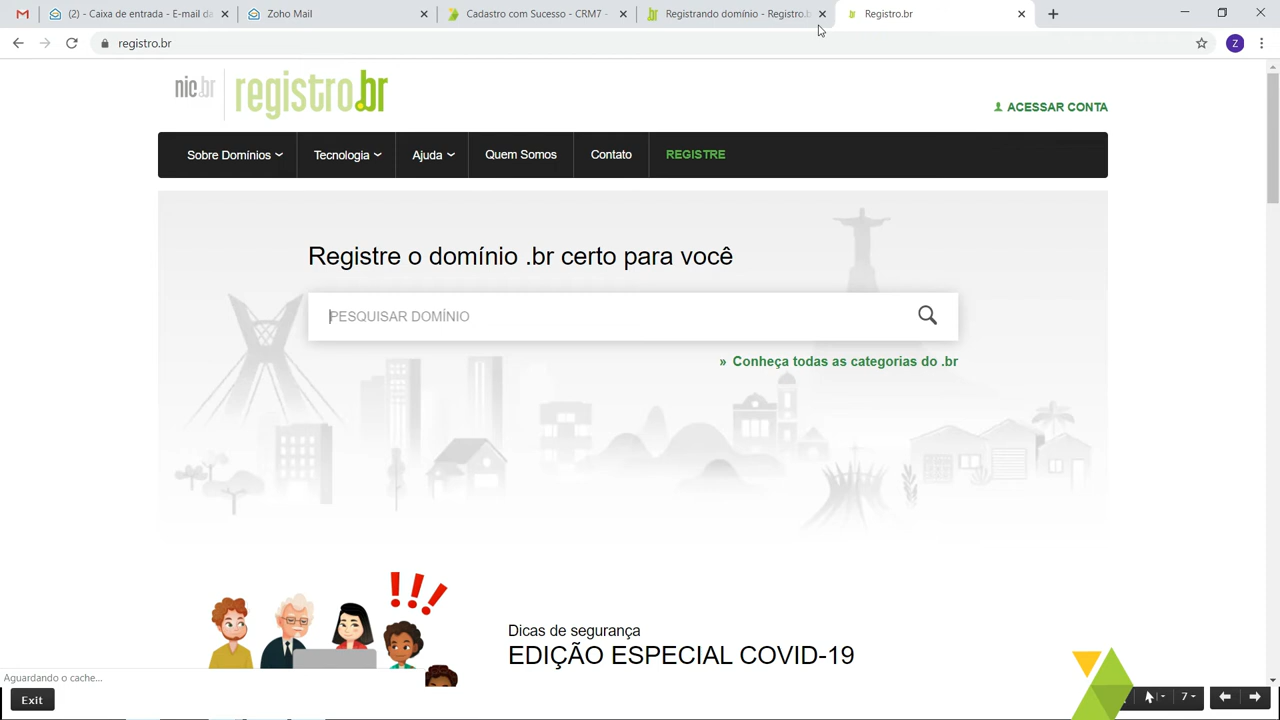 (2) - Caixa de entrada - E-mail da
Zoho Mail
Cadastro com Sucesso - CRM7 -
Registrando domínio - Registro.b
Registro.br
registro.br
Z
nic.br
registro.br
ACESSAR CONTA
Sobre Domínios
Tecnologia
Ajuda
Quem Somos
Contato
REGISTRE
Registre o domínio .br certo para você
PESQUISAR DOMÍNIO
» Conheça todas as categorias do .br
!!!
Dicas de segurança
EDIÇÃO ESPECIAL COVID-19
Aguardando o cache...
Exit
7